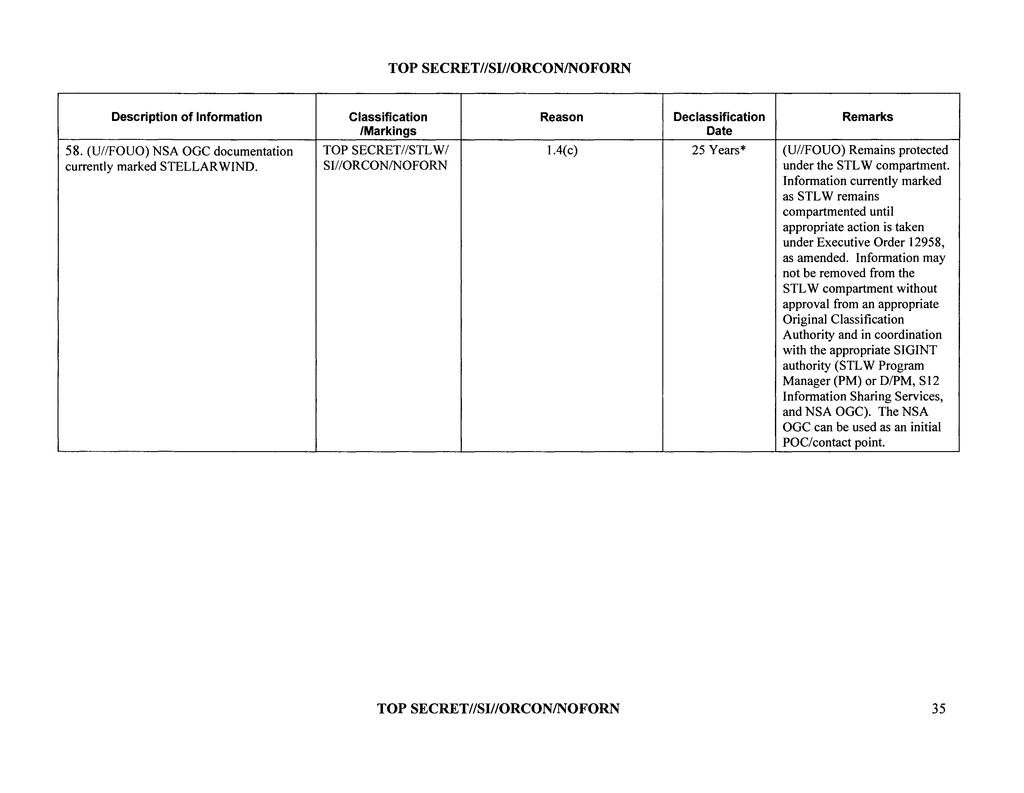 TOP SECRET//SI//ORCON/NOFORN
Description of Information
Classification
/Markings
Reason
Declassification
Date
Remarks
58. (U//FOUO) NSA OGC documentation
currently marked STELLARWIND.
TOP SECRET//STLW/
SI//ORCON/NOFORN
1.4(c)
25 Years*
(U//FOUO) Remains protected
under the STLW compartment.
Information currently marked
as STLW remains
compartmented until
appropriate action is taken
under Executive Order 12958,
as amended. Information may
not be removed from the
STLW compartment without
approval from an appropriate
Original Classification
Authority and in coordination
with the appropriate SIGINT
authority (STLW Program
Manager (PM) or D/PM, S12
Information Sharing Services,
and NSA OGC). The NSA
OGC can be used as an initial
POC/contact point.
TOP SECRET//SI//ORCON/NOFORN
35